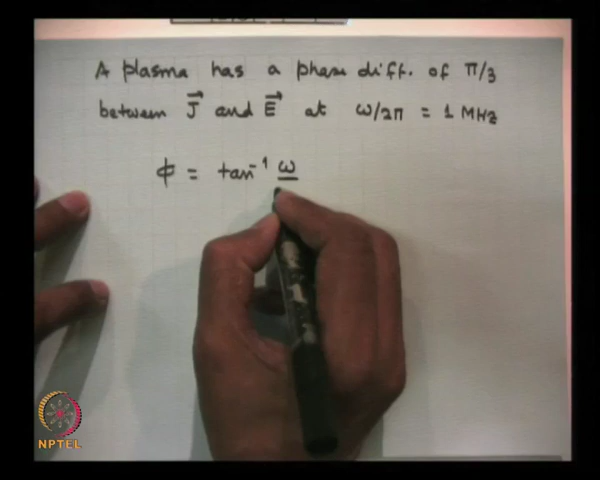 A plasma has a phase diff. of π/3
between J⃗ and E⃗ at ω/2π = 1 MHz
ϕ = tan⁻¹ ω
NPTEL